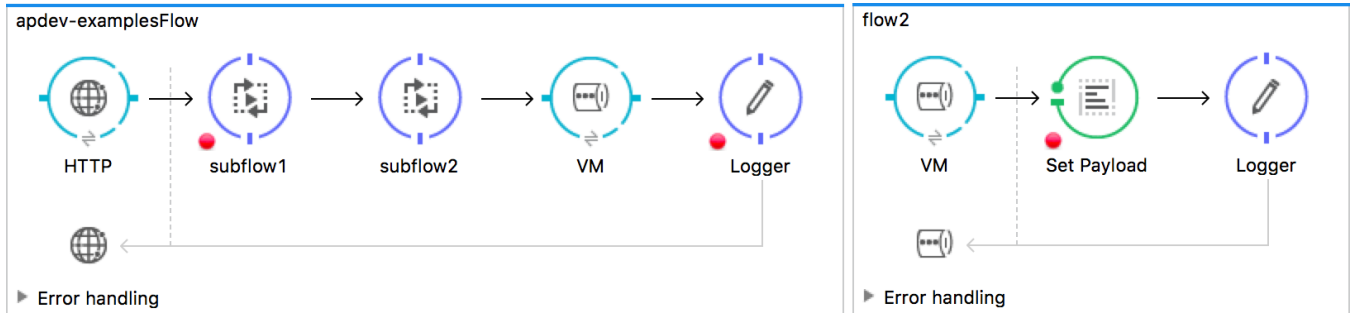 apdev-examplesFlow
HTTP
subflow1
subflow2
VM
Logger
Error handling
flow2
VM
Set Payload
Logger
Error handling